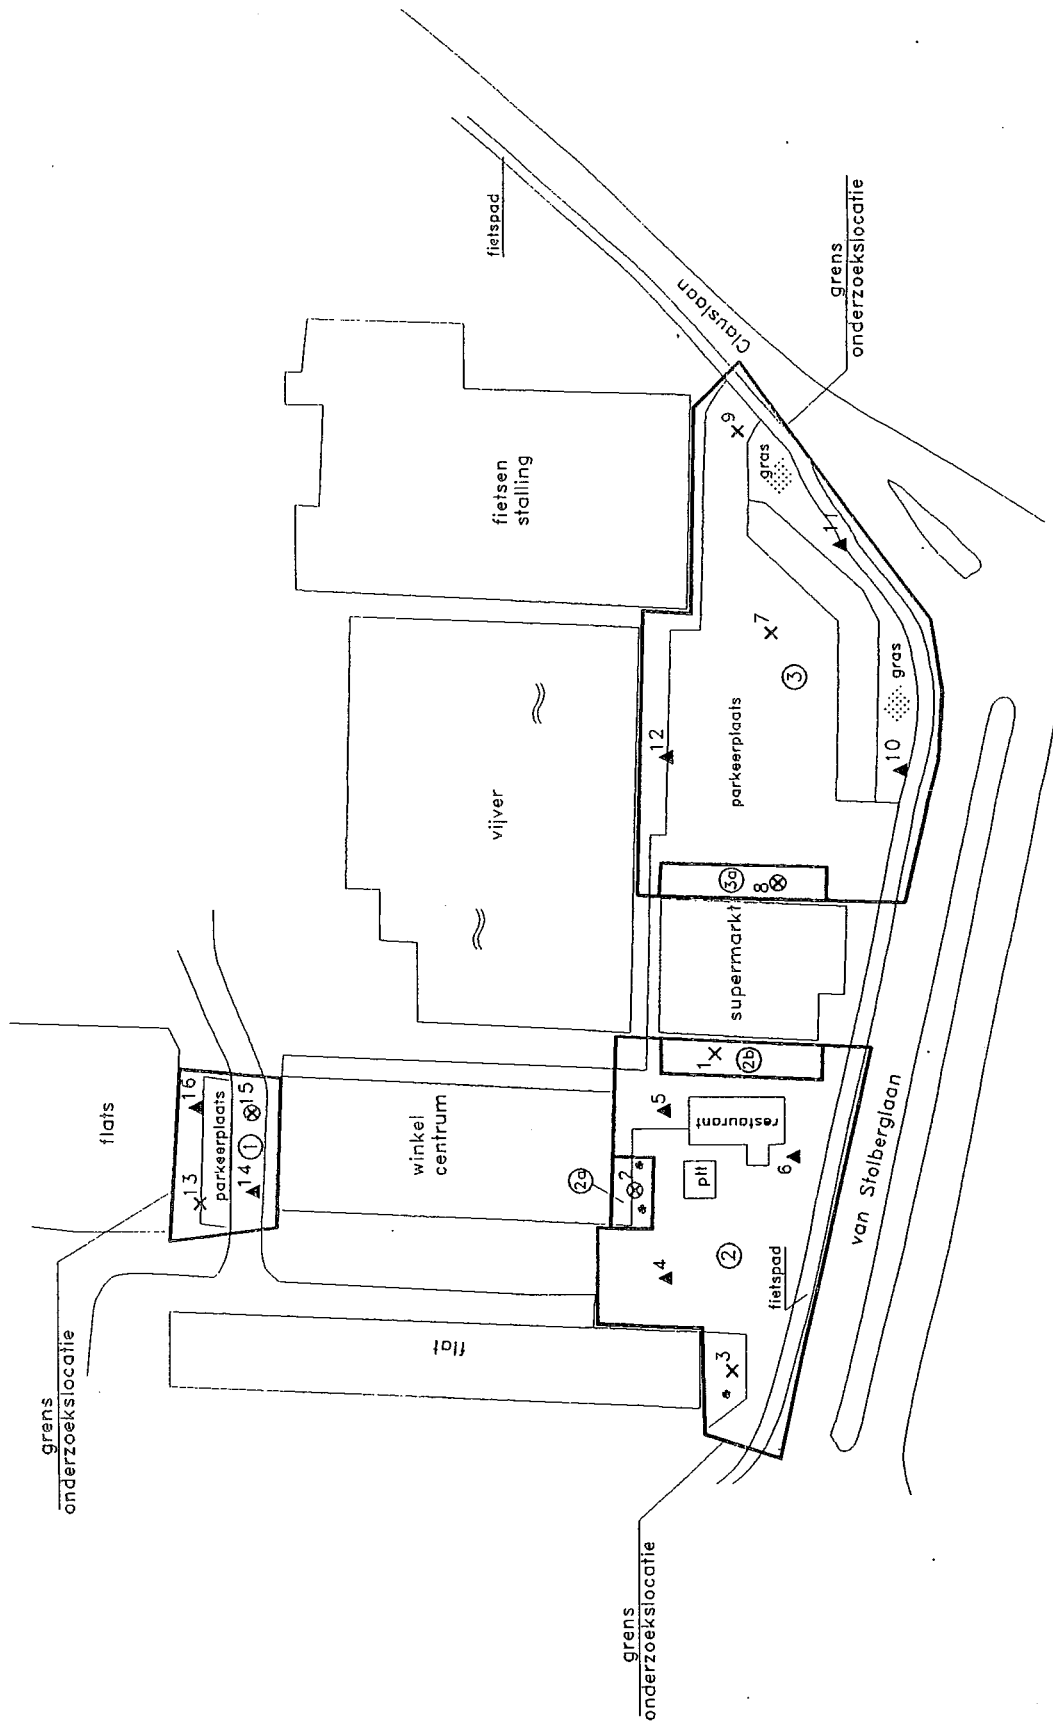 grens
onderzoekslocatie
flats
13
16
parkeerplaats
14
1
15
flat
winkel
centrum
vijver
fietsen
stalling
fietspad
Clauslaan
grens
onderzoekslocatie
2a
2
4
5
1
2b
ptt
restaurant
6
2
3
fietspad
supermarkt
3a
8
12
parkeerplaats
7
3
9
gras
11
10
gras
van Stolberglaan
grens
onderzoekslocatie